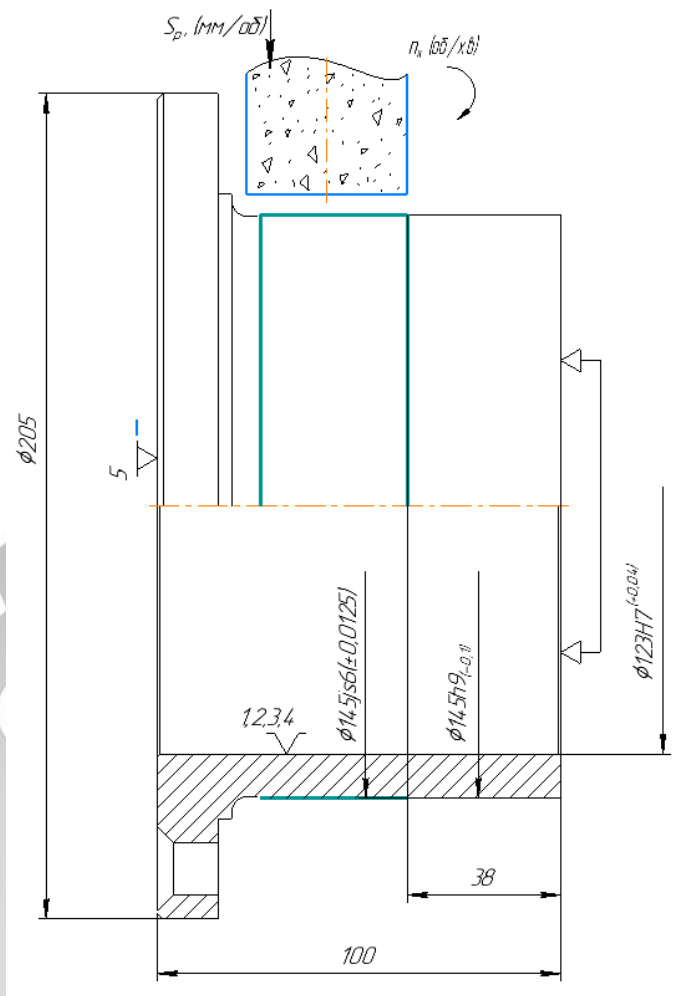 Sр, (мм/об)
nк (об/хв)
ϕ205
5
1,2,3,4
ϕ145js6(±0,0125)
ϕ145h9(-0,1)
ϕ123H7(+0,04)
38
100